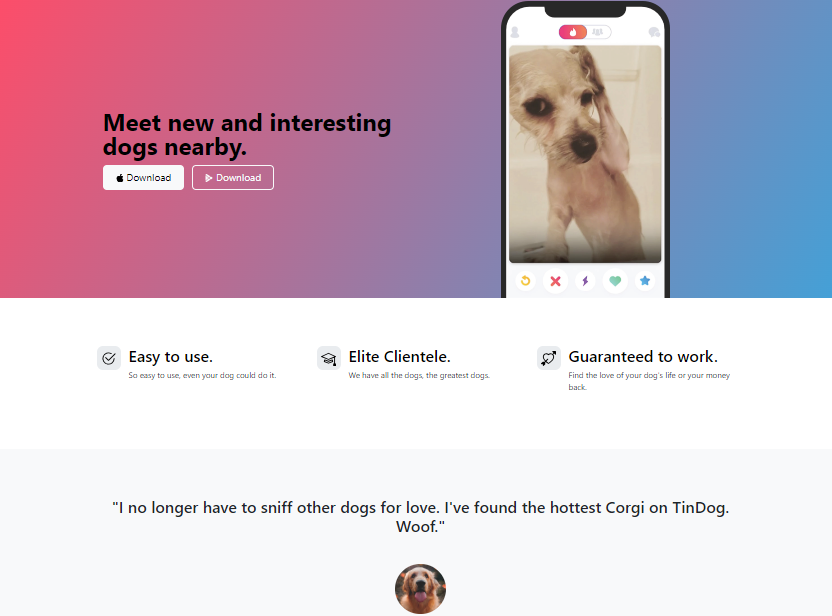 Meet new and interesting
dogs nearby.
Download
Download
Easy to use.
So easy to use, even your dog could do it.
Elite Clientele.
We have all the dogs, the greatest dogs.
Guaranteed to work.
Find the love of your dog's life or your money
back.
"I no longer have to sniff other dogs for love. I've found the hottest Corgi on TinDog.
Woof."